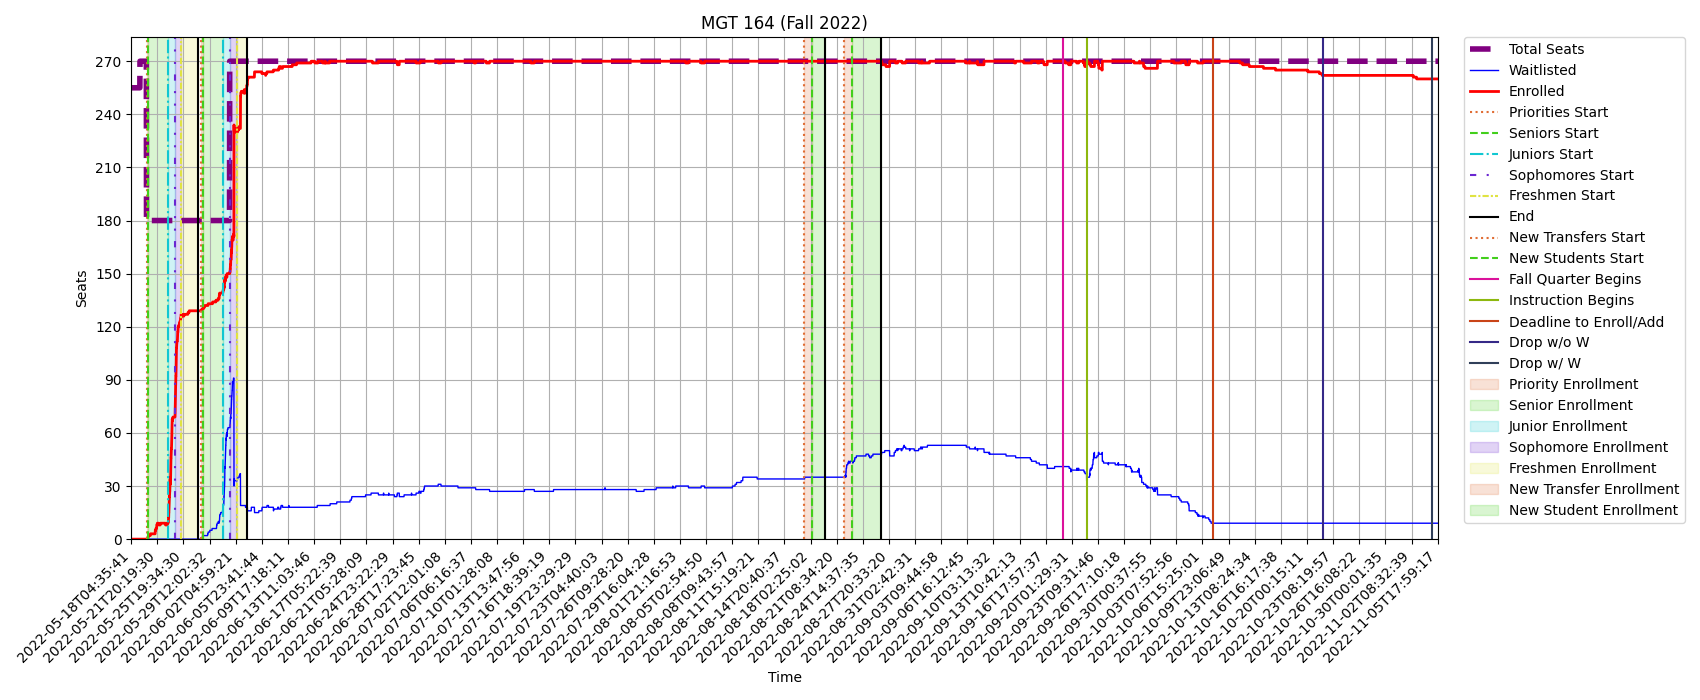 MGT 164 (Fall 2022)
Seats
270
240
210
180
150
120
90
60
30
0
2022-05-18T04:35:41
2022-05-21T20:19:30
2022-05-25T19:34:30
2022-05-29T12:02:32
2022-06-02T04:59:21
2022-06-05T23:41:44
2022-06-09T17:18:11
2022-06-13T11:03:46
2022-06-17T05:22:39
2022-06-21T05:28:09
2022-06-24T23:22:29
2022-06-28T17:23:45
2022-07-02T12:01:08
2022-07-06T06:16:37
2022-07-10T01:28:08
2022-07-13T13:47:56
2022-07-16T18:39:19
2022-07-19T23:29:29
2022-07-23T04:40:03
2022-07-26T09:28:20
2022-07-29T16:04:28
2022-08-01T21:16:53
2022-08-05T02:54:50
2022-08-08T09:43:57
2022-08-11T15:19:21
2022-08-14T20:40:37
2022-08-18T02:25:02
2022-08-21T08:34:20
2022-08-24T14:37:35
2022-08-27T20:33:20
2022-08-31T02:42:31
2022-09-03T09:44:58
2022-09-06T16:12:45
2022-09-10T03:13:32
2022-09-13T10:42:13
2022-09-16T17:57:37
2022-09-20T01:29:31
2022-09-23T09:31:46
2022-09-26T17:10:18
2022-09-30T00:37:55
2022-10-03T07:52:56
2022-10-06T15:25:01
2022-10-09T23:06:49
2022-10-13T08:24:34
2022-10-16T16:17:38
2022-10-20T00:15:11
2022-10-23T08:19:57
2022-10-26T16:08:22
2022-10-30T00:01:35
2022-11-02T08:32:39
2022-11-05T17:59:17
Time
Total Seats
Waitlisted
Enrolled
Priorities Start
Seniors Start
Juniors Start
Sophomores Start
Freshmen Start
End
New Transfers Start
New Students Start
Fall Quarter Begins
Instruction Begins
Deadline to Enroll/Add
Drop w/o W
Drop w/ W
Priority Enrollment
Senior Enrollment
Junior Enrollment
Sophomore Enrollment
Freshmen Enrollment
New Transfer Enrollment
New Student Enrollment